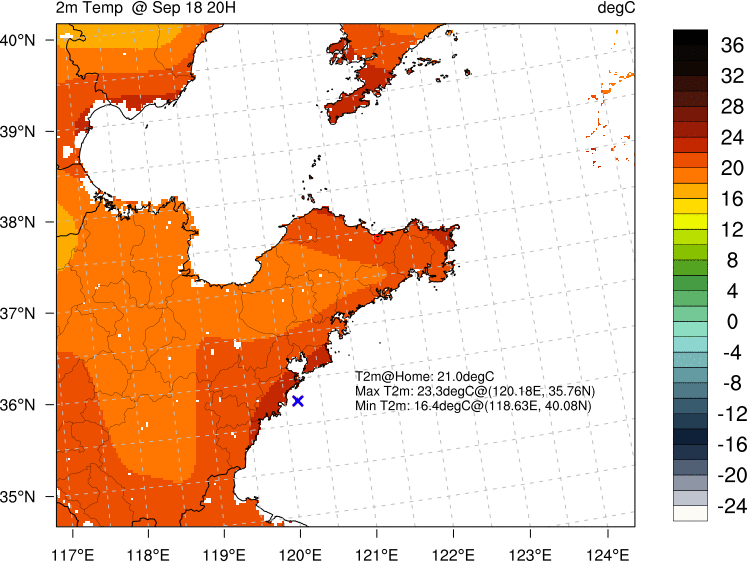 2m Temp @ Sep 18 20H degC
40°N
39°N
38°N
37°N
36°N
35°N
117°E 118°E 119°E 120°E 121°E 122°E 123°E 124°E
T2m@Home: 21.0degC
Max T2m: 23.3degC@(120.18E, 35.76N)
Min T2m: 16.4degC@(118.63E, 40.08N)
36
32
28
24
20
16
12
8
4
0
-4
-8
-12
-16
-20
-24